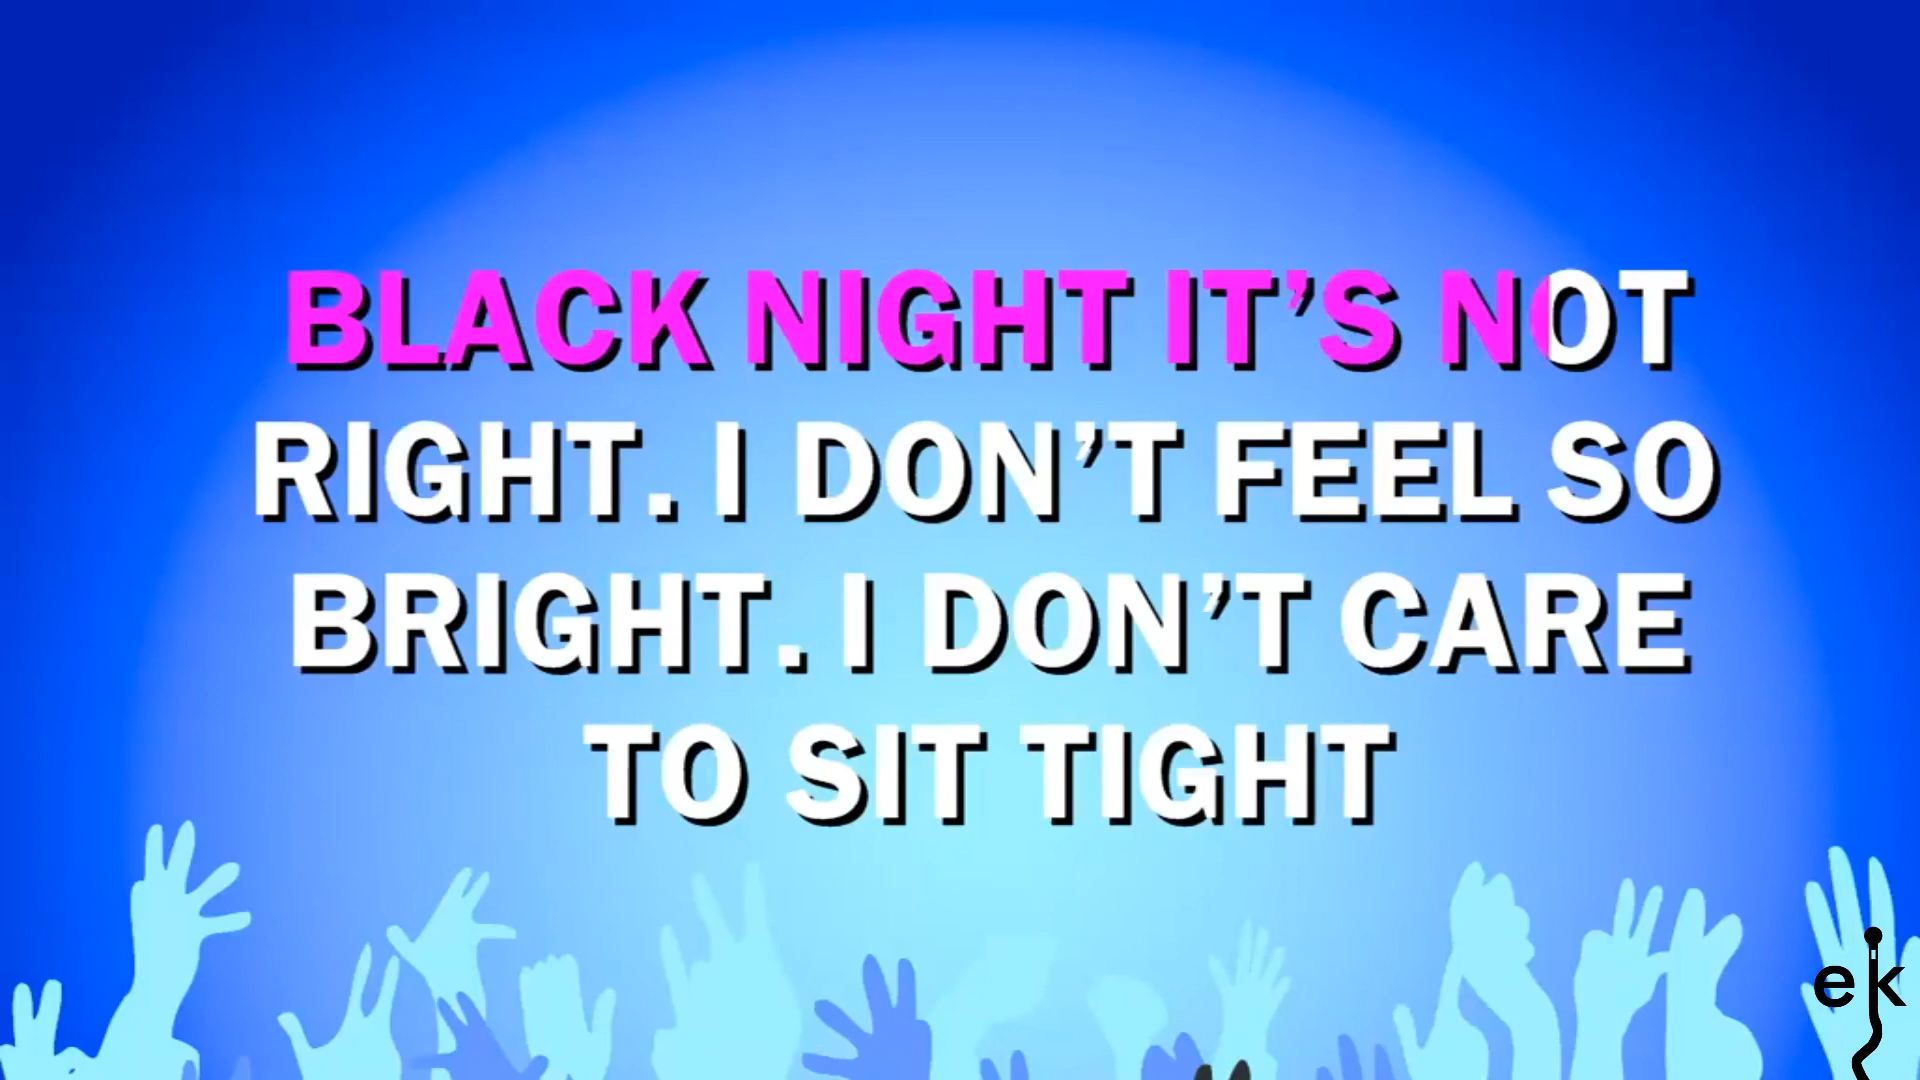 BLACK NIGHT IT’S NOT
RIGHT. I DON’T FEEL SO
BRIGHT. I DON’T CARE
TO SIT TIGHT
ek